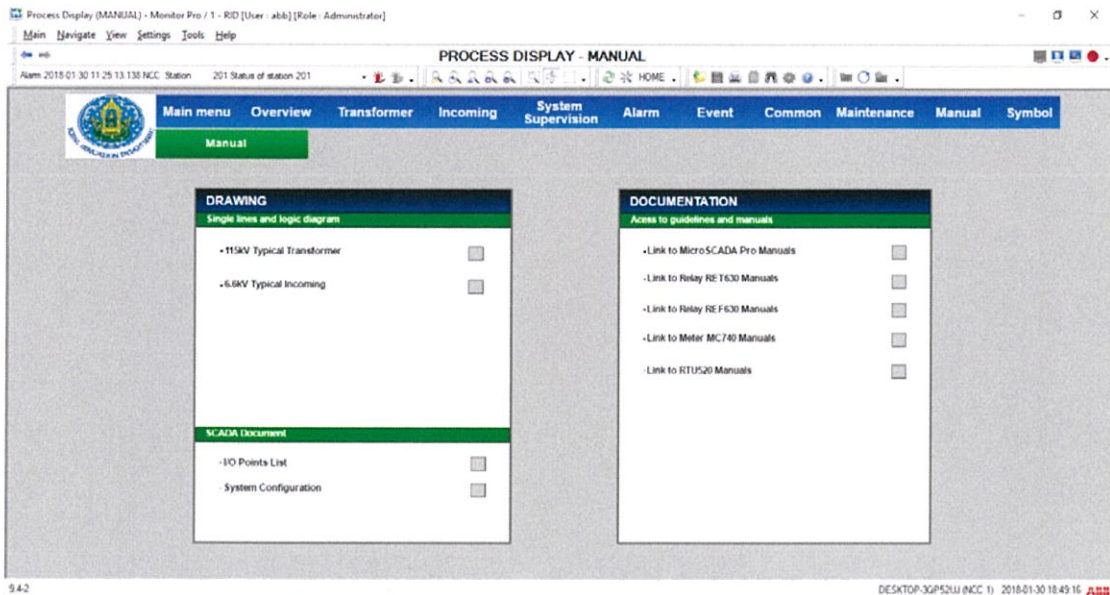 Process Display (MANUAL) - Monitor Pro / 1 - RID [User : abb] [Role : Administrator]
Main Navigate View Settings Tools Help
PROCESS DISPLAY - MANUAL
Alarm 2018-01-30 11:25:13.138 NCC Station 201 Status of station 201
HOME
Main menu Overview Transformer Incoming System Supervision Alarm Event Common Maintenance Manual Symbol
Manual
DRAWING
Single lines and logic diagram
•115kV Typical Transformer
•6.6kV Typical Incoming
SCADA Document
-I/O Points List
- System Configuration
DOCUMENTATION
Acess to guidelines and manuals
•Link to MicroSCADA Pro Manuals
-Link to Relay RET630 Manuals
•Link to Relay REF630 Manuals
•Link to Meter MC740 Manuals
-Link to RTU520 Manuals
9.4-2
DESKTOP-3QP52UJ (NCC 1) 2018-01-30 18:49:16 ABB